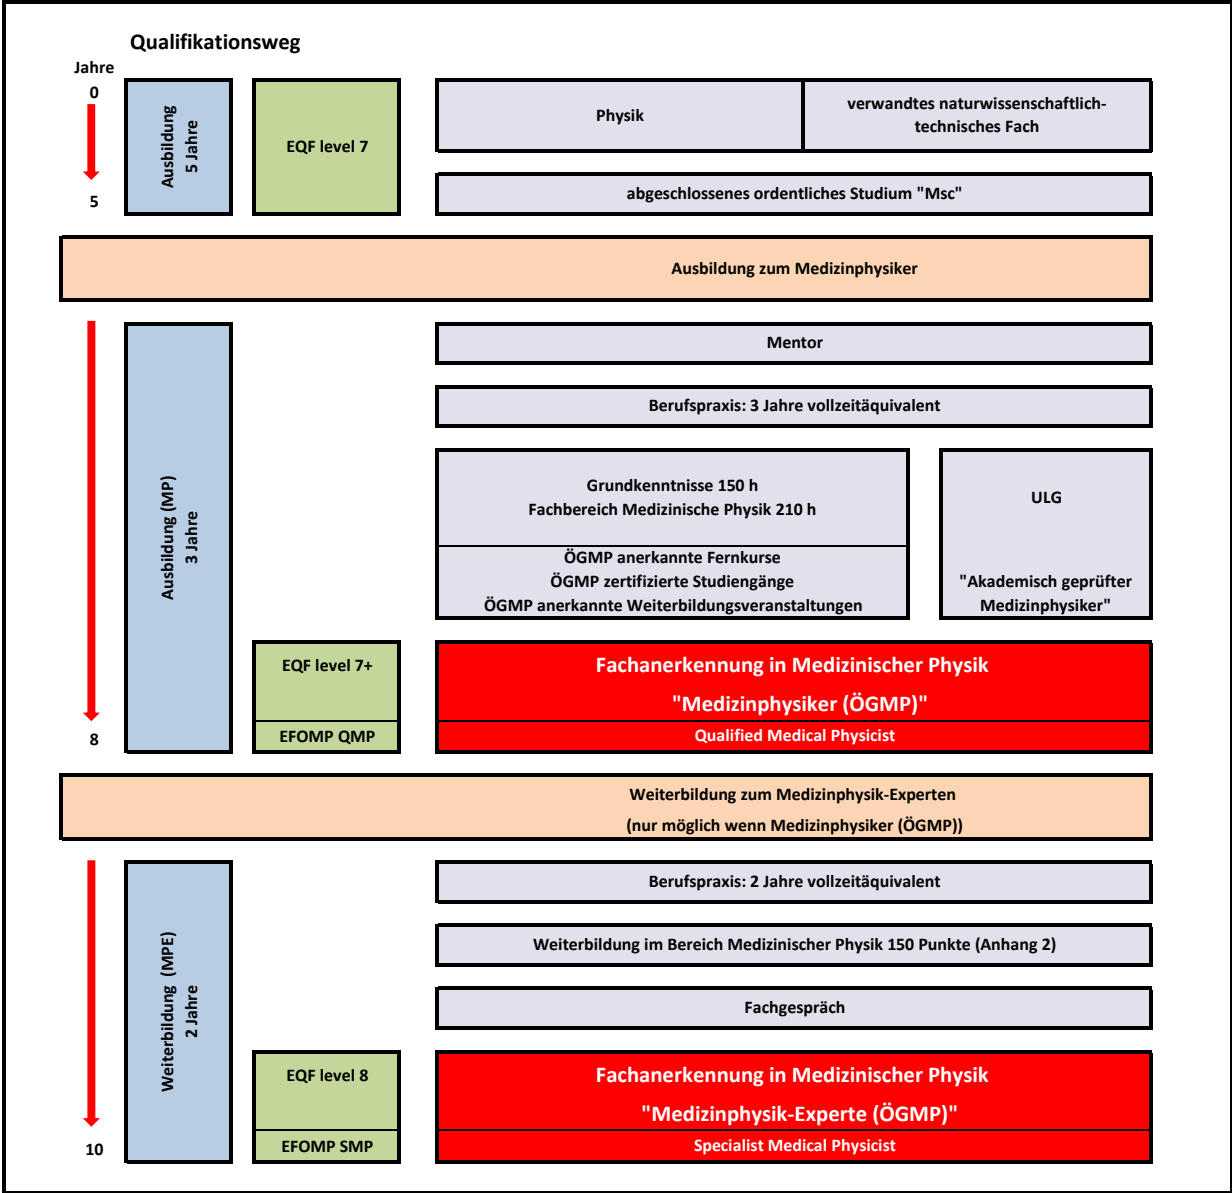 Qualifikationsweg
Jahre
0
5
Ausbildung
5 Jahre
EQF level 7
Physik
verwandtes naturwissenschaftlich-
technisches Fach
abgeschlossenes ordentliches Studium "Msc"
Ausbildung zum Medizinphysiker
Ausbildung (MP)
3 Jahre
Mentor
Berufspraxis: 3 Jahre vollzeitäquivalent
Grundkenntnisse 150 h
Fachbereich Medizinische Physik 210 h
ÖGMP anerkannte Fernkurse
ÖGMP zertifizierte Studiengänge
ÖGMP anerkannte Weiterbildungsveranstaltungen
ULG
"Akademisch geprüfter
Medizinphysiker"
EQF level 7+
EFOMP QMP
Fachanerkennung in Medizinischer Physik
"Medizinphysiker (ÖGMP)"
Qualified Medical Physicist
8
Weiterbildung zum Medizinphysik-Experten
(nur möglich wenn Medizinphysiker (ÖGMP))
Weiterbildung (MPE)
2 Jahre
Berufspraxis: 2 Jahre vollzeitäquivalent
Weiterbildung im Bereich Medizinischer Physik 150 Punkte (Anhang 2)
Fachgespräch
EQF level 8
EFOMP SMP
Fachanerkennung in Medizinischer Physik
"Medizinphysik-Experte (ÖGMP)"
Specialist Medical Physicist
10